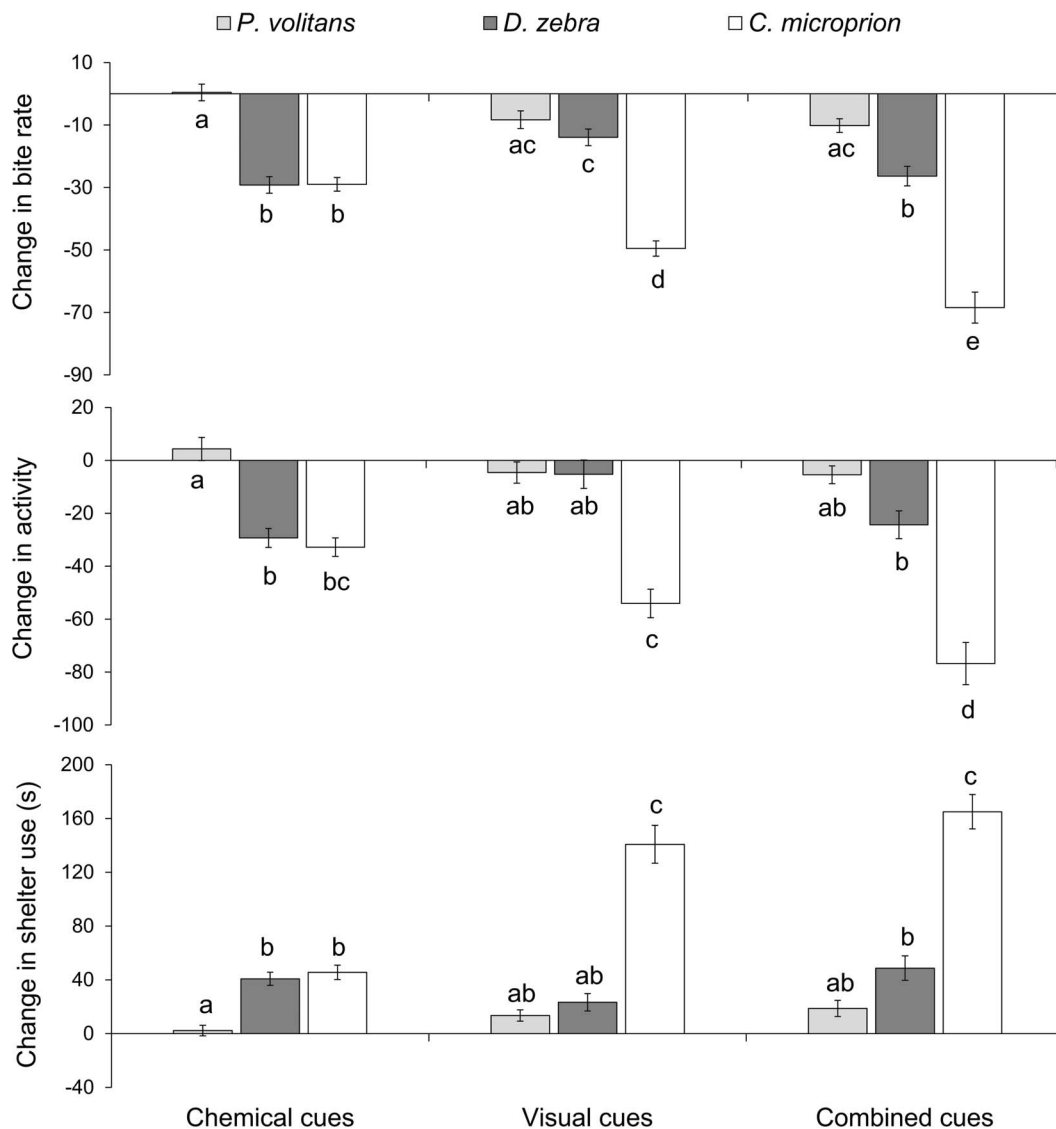 P. volitans D. zebra C. microprion
Change in bite rate
10
-10
-30
-50
-70
-90
a b b ac c d ac b e
Change in activity
20
0
-20
-40
-60
-80
-100
a b bc ab ab c ab b d
Change in shelter use (s)
200
160
120
80
40
0
-40
a b b ab ab c ab b c
Chemical cues Visual cues Combined cues